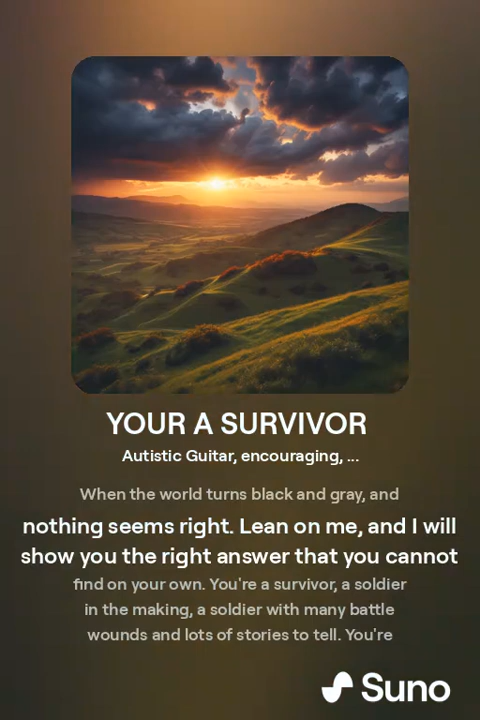 YOUR A SURVIVOR
Autistic Guitar, encouraging, ...
When the world turns black and gray, and
nothing seems right. Lean on me, and I will
show you the right answer that you cannot
find on your own. You're a survivor, a soldier
in the making, a soldier with many battle
wounds and lots of stories to tell. You're
Suno